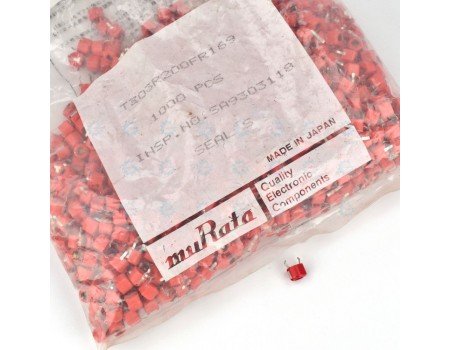 TZ03R200FR169
1000 PCS
INSP.NO.5A9303118
SEAL S
MADE IN JAPAN
muRata
Quality
Electronic
Components